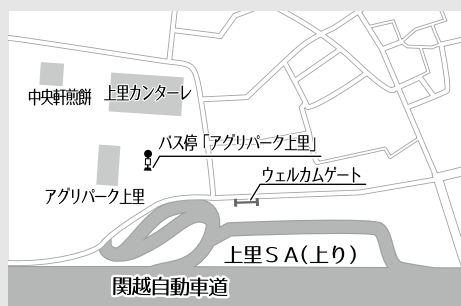 中央軒煎餅
上里カンターレ
バス停「アグリパーク上里」
ウェルカムゲート
アグリパーク上里
上里ＳＡ(上り)
関越自動車道